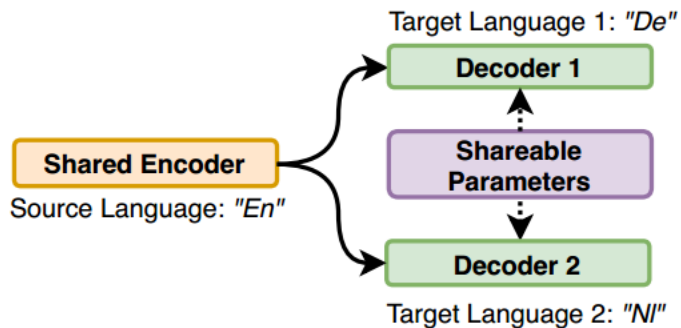 Target Language 1: "De"
Decoder 1
Shared Encoder
Source Language: "En"
Shareable
Parameters
Decoder 2
Target Language 2: "Nl"